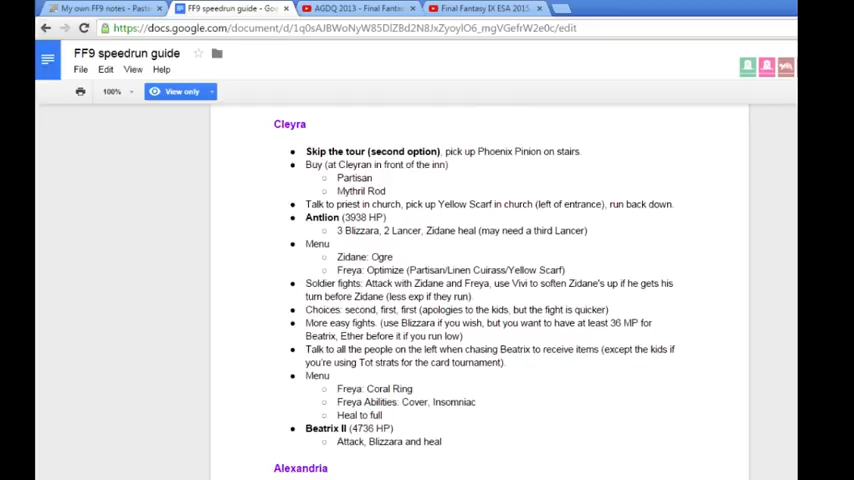 My own FF9 notes - Paste
FF9 speedrun guide - Goo
AGDQ 2013 - Final Fantas
Final Fantasy IX ESA 2015
https://docs.google.com/document/d/1q0sAJBWoNyW85DlZBd2N8JxZyoylO6_mgVGefrW2e0c/edit
FF9 speedrun guide
File Edit View Help
100% View only
Cleyra
Skip the tour (second option), pick up Phoenix Pinion on stairs.
Buy (at Cleyran in front of the inn)
Partisan
Mythril Rod
Talk to priest in church, pick up Yellow Scarf in church (left of entrance), run back down.
Antlion (3938 HP)
3 Blizzara, 2 Lancer, Zidane heal (may need a third Lancer)
Menu
Zidane: Ogre
Freya: Optimize (Partisan/Linen Cuirass/Yellow Scarf)
Soldier fights: Attack with Zidane and Freya, use Vivi to soften Zidane's up if he gets his
turn before Zidane (less exp if they run).
Choices: second, first, first (apologies to the kids, but the fight is quicker)
More easy fights. (use Blizzara if you wish, but you want to have at least 36 MP for
Beatrix, Ether before it if you run low)
Talk to all the people on the left when chasing Beatrix to receive items (except the kids if
you're using Tot strats for the card tournament).
Menu
Freya: Coral Ring
Freya Abilities: Cover, Insomniac
Heal to full
Beatrix II (4736 HP)
Attack, Blizzara and heal
Alexandria